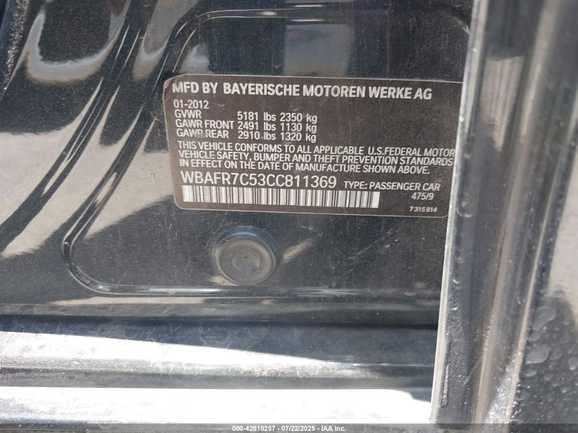 MFD BY BAYERISCHE MOTOREN WERKE AG
01-2012
GVWR 5181 lbs 2350 kg
GAWR FRONT 2491 lbs 1130 kg
GAWR REAR 2910 lbs 1320 kg
THIS CAR CONFORMS TO ALL APPLICABLE U.S.FEDERAL MOTOR
VEHICLE SAFETY, BUMPER, AND THEFT PREVENTION STANDARDS
IN EFFECT ON THE DATE OF MANUFACTURE SHOWN ABOVE.
WBAFR7C53CC811369 TYPE: PASSENGER CAR
475/9
7315914
000-42819297 - 07/22/2025 - IAA Inc.